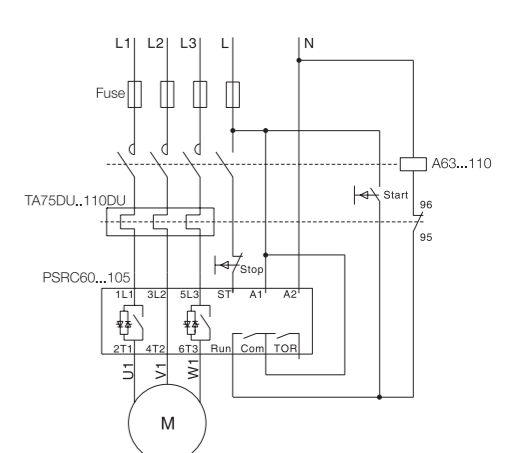 L1 L2 L3 L N
Fuse
A63...110
Start
TA75DU..110DU
96
95
Stop
PSRC60...105
1L1 3L2 5L3 ST A1 A2
2T1 4T2 6T3 Run Com TOR
U1 V1 W1
M